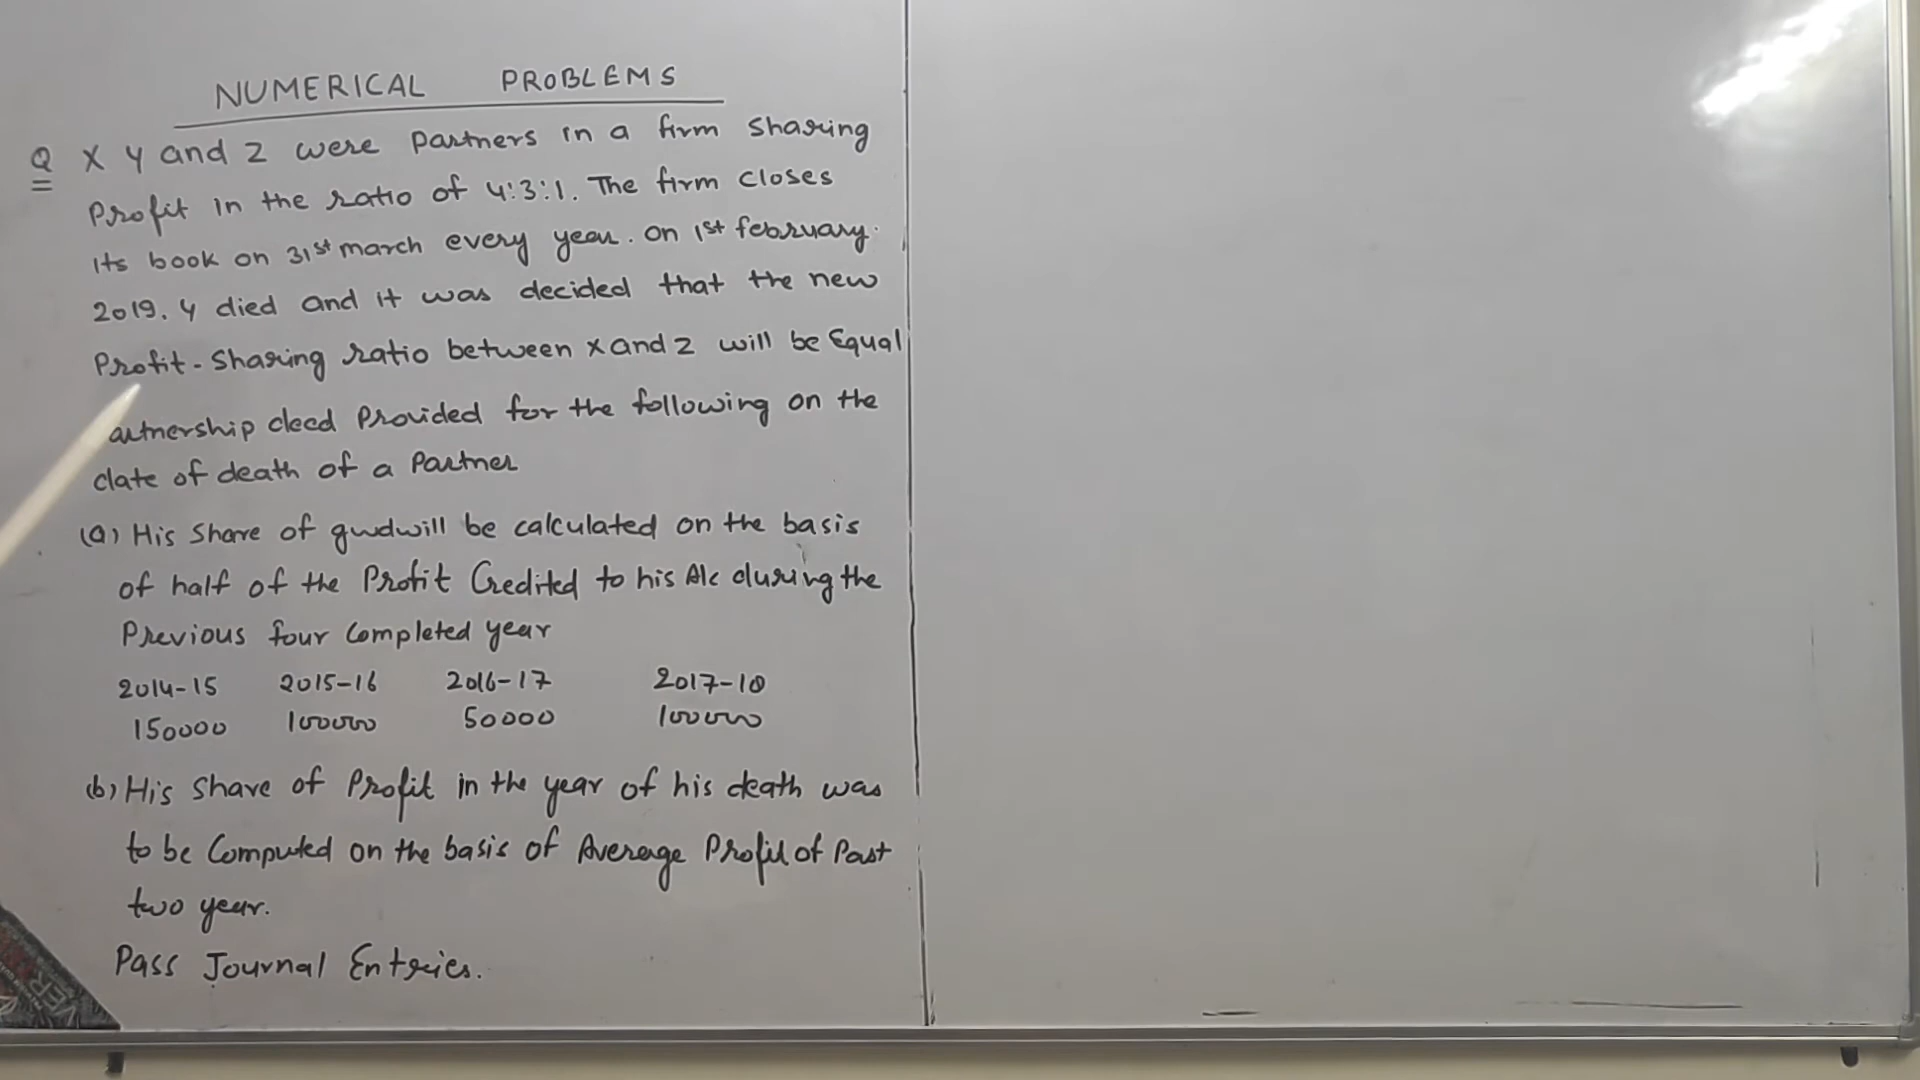 NUMERICAL PROBLEMS
Q X Y and Z were Partners in a firm sharing
Profit in the ratio of 4:3:1. The firm closes
its book on 31st march every year. on 1st february.
2019. Y died and it was decided that the new
Profit-sharing ratio between X and Z will be Equal
artnership deed Provided for the following on the
date of death of a Partner
(a) His Share of gudwill be calculated on the basis
of half of the Profit Credited to his A/c during the
Previous four Completed year
2014-15 2015-16 2016-17 2017-18
150000 100000 50000 100000
(b) His Share of Profit in the year of his death was
to be Computed on the basis of Average Profit of Past
two year.
Pass Journal Entries.